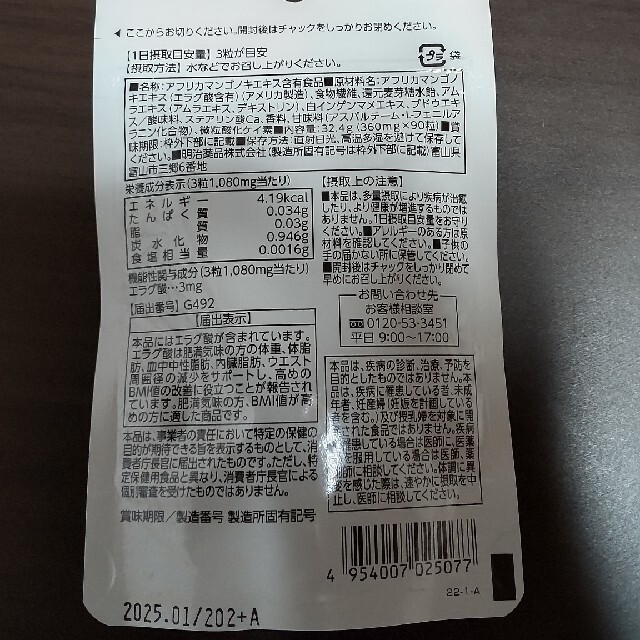 ◀ ここからお切りください。開封後はチャックをしっかりお閉めください。
【1日摂取目安量】3粒が目安
【摂取方法】水などでお召し上がりください。
プラ 袋
■名称:アフリカマンゴノキエキス含有食品■原材料名:アフリカマンゴノ
キエキス(エラグ酸含有)(アメリカ製造)、食物繊維、還元麦芽糖水飴、アム
ラエキス(アムラエキス、デキストリン)、白インゲンマメエキス、ブドウエキ
ス/酸味料、ステアリン酸Ca、香料、甘味料(アスパルテーム・L-フェニルア
ラニン化合物)、微粒酸化ケイ素■内容量:32.4g(360mg×90粒)■賞
味期限:枠外下部に記載■保存方法:直射日光、高温多湿を避けて保存して
ください。■明治薬品株式会社(製造所固有記号は枠外下部に記載)富山県
富山市三郷6番地
栄養成分表示(3粒1,080mg当たり)
エネルギー 4.19kcal
たんぱく質 0.034g
脂質 0.03g
炭水化物 0.946g
食塩相当量 0.0016g
機能性関与成分(3粒1,080mg当たり)
エラグ酸…3mg
【届出番号】G492
【届出表示】
本品にはエラグ酸が含まれています。
エラグ酸は肥満気味の方の体重、体脂
肪、血中中性脂肪、内臓脂肪、ウエスト
周囲径の減少をサポートし、高めの
BMI値の改善に役立つことが報告さ
れています。肥満気味の方、BMI値が高
めの方に適した商品です。
本品は、事業者の責任において特定の保健の
目的が期待できる旨を表示するものとして、消
費者庁長官に届出されたものです。ただし、特
定保健用食品と異なり、消費者庁長官による
個別審査を受けたものではありません。
賞味期限/製造番号 製造所固有記号
【摂取上の注意】
■本品は、多量摂取により疾病が治癒
したり、より健康が増進するものでは
ありません。1日摂取目安量をお守り
ください。■アレルギーのある方は原
材料を確認してください。■子供の
手の届かない所に保管してください。
■開封後はチャックをしっかり閉めて
早めにお召し上がりください。
お問い合わせ先
お客様相談室
0120-53-3451
平日 9:00〜17:00
本品は、疾病の診断、治療、予防を
目的としたものではありません。本
品は、疾病に罹患している者、未成
年者、妊産婦(妊娠を計画している
者を含む。)及び授乳婦を対象に開
発された食品ではありません。疾病
に罹患している場合は医師に、医薬
品を服用している場合は医師、薬
剤師に相談してください。体調に異
変を感じた際は、速やかに摂取を中
止し、医師に相談してください。
4 954007 025077
22-1-A
2025.01/202+A